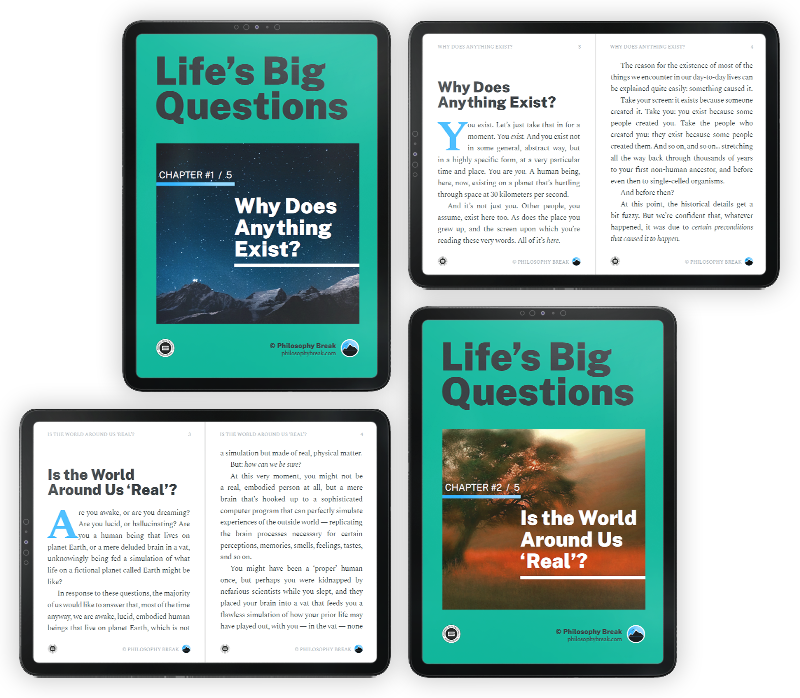 Life's Big
Questions
CHAPTER #1 / 5
Why Does
Anything
Exist?
© Philosophy Break
philosophybreak.com
WHY DOES ANYTHING EXIST?
3
Why Does
Anything Exist?
You exist. Let's just take that in for a
moment. You exist. And you exist not
in some general, abstract way, but
in a highly specific form, at a very particular
time and place. You are you. A human being,
here, now, existing on a planet that's hurtling
through space at 30 kilometers per second.
And it's not just you. Other people, you
assume, exist here too. As does the place you
grew up, and the screen upon which you're
reading these very words. All of it's here.
© PHILOSOPHY BREAK
WHY DOES ANYTHING EXIST?
4
The reason for the existence of most of the
things we encounter in our day-to-day lives can
be explained quite easily: something caused it.
Take your screen: it exists because someone
created it. Take you: you exist because some
people created you. Take the people who
created you: they exist because some people
created them. And so on, and so on... stretching
all the way back through thousands of years
to your first non-human ancestor, and before
even then to single-celled organisms.
And before then?
At this point, the historical details get a
bit fuzzy. But we're confident that, whatever
happened, it was due to certain preconditions
that caused it to happen.
© PHILOSOPHY BREAK
IS THE WORLD AROUND US 'REAL'?
3
Is the World
Around Us 'Real'?
Are you awake, or are you dreaming?
Are you lucid, or hallucinating? Are
you a human being that lives on
planet Earth, or a mere deluded brain in a vat,
unknowingly being fed a simulation of what
life on a fictional planet called Earth might be
like?
In response to these questions, the majority
of us would like to answer that, most of the time
anyway, we are awake, lucid, embodied human
beings that live on planet Earth, which is not
© PHILOSOPHY BREAK
IS THE WORLD AROUND US 'REAL'?
4
a simulation but made of real, physical matter.
But: how can we be sure?
At this very moment, you might not be
a real, embodied person at all, but a mere
brain that's hooked up to a sophisticated
computer program that can perfectly simulate
experiences of the outside world — replicating
the brain processes necessary for certain
perceptions, memories, smells, feelings, tastes,
and so on.
You might have been a 'proper' human
once, but perhaps you were kidnapped by
nefarious scientists while you slept, and they
placed your brain into a vat that feeds you a
flawless simulation of how your prior life may
have played out, with you — in the vat — none
© PHILOSOPHY BREAK
Life's Big
Questions
CHAPTER #2 / 5
Is the World
Around Us
'Real'?
© Philosophy Break
philosophybreak.com